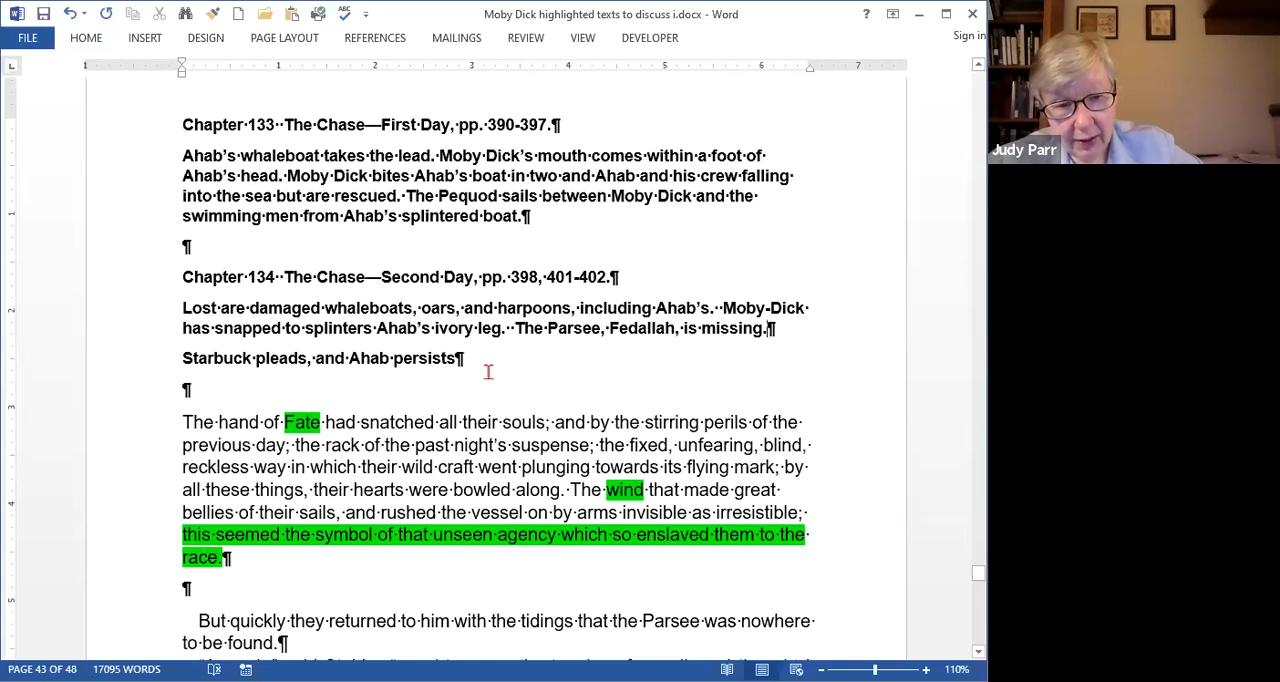 Moby Dick highlighted texts to discuss i.docx - Word
FILE HOME INSERT DESIGN PAGE LAYOUT REFERENCES MAILINGS REVIEW VIEW DEVELOPER Sign in
1 1 2 3 4 5 6 7
Judy Parr
Chapter 133 The Chase—First Day, pp. 390-397.¶
Ahab's whaleboat takes the lead. Moby Dick's mouth comes within a foot of
Ahab's head. Moby Dick bites Ahab's boat in two and Ahab and his crew falling
into the sea but are rescued. The Pequod sails between Moby Dick and the
swimming men from Ahab's splintered boat.¶
¶
Chapter 134 The Chase—Second Day, pp. 398, 401-402.¶
Lost are damaged whaleboats, oars, and harpoons, including Ahab's. Moby-Dick
has snapped to splinters Ahab's ivory leg. The Parsee, Fedallah, is missing.¶
Starbuck pleads, and Ahab persists¶
¶
The hand of Fate had snatched all their souls; and by the stirring perils of the
previous day; the rack of the past night's suspense; the fixed, unfearing, blind,
reckless way in which their wild craft went plunging towards its flying mark; by
all these things, their hearts were bowled along. The wind that made great
bellies of their sails, and rushed the vessel on by arms invisible as irresistible;
this seemed the symbol of that unseen agency which so enslaved them to the
race.¶
¶
But quickly they returned to him with the tidings that the Parsee was nowhere
to be found.¶
PAGE 43 OF 48 17095 WORDS 110%